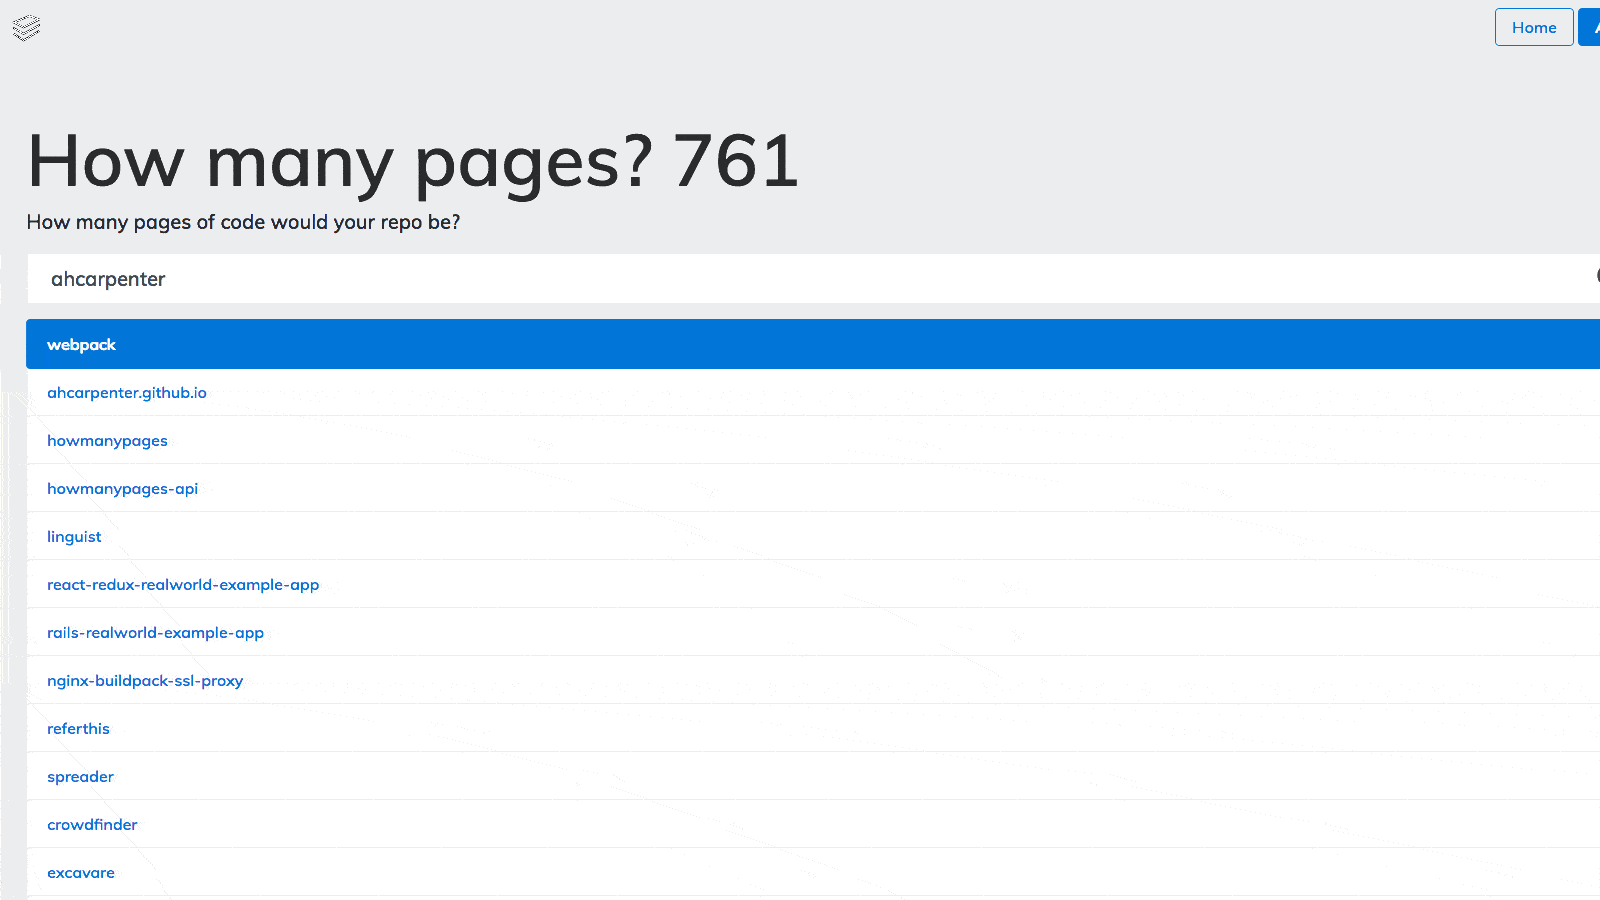 Home
How many pages? 761
How many pages of code would your repo be?
ahcarpenter
webpack
ahcarpenter.github.io
howmanypages
howmanypages-api
linguist
react-redux-realworld-example-app
rails-realworld-example-app
nginx-buildpack-ssl-proxy
referthis
spreader
crowdfinder
excavare